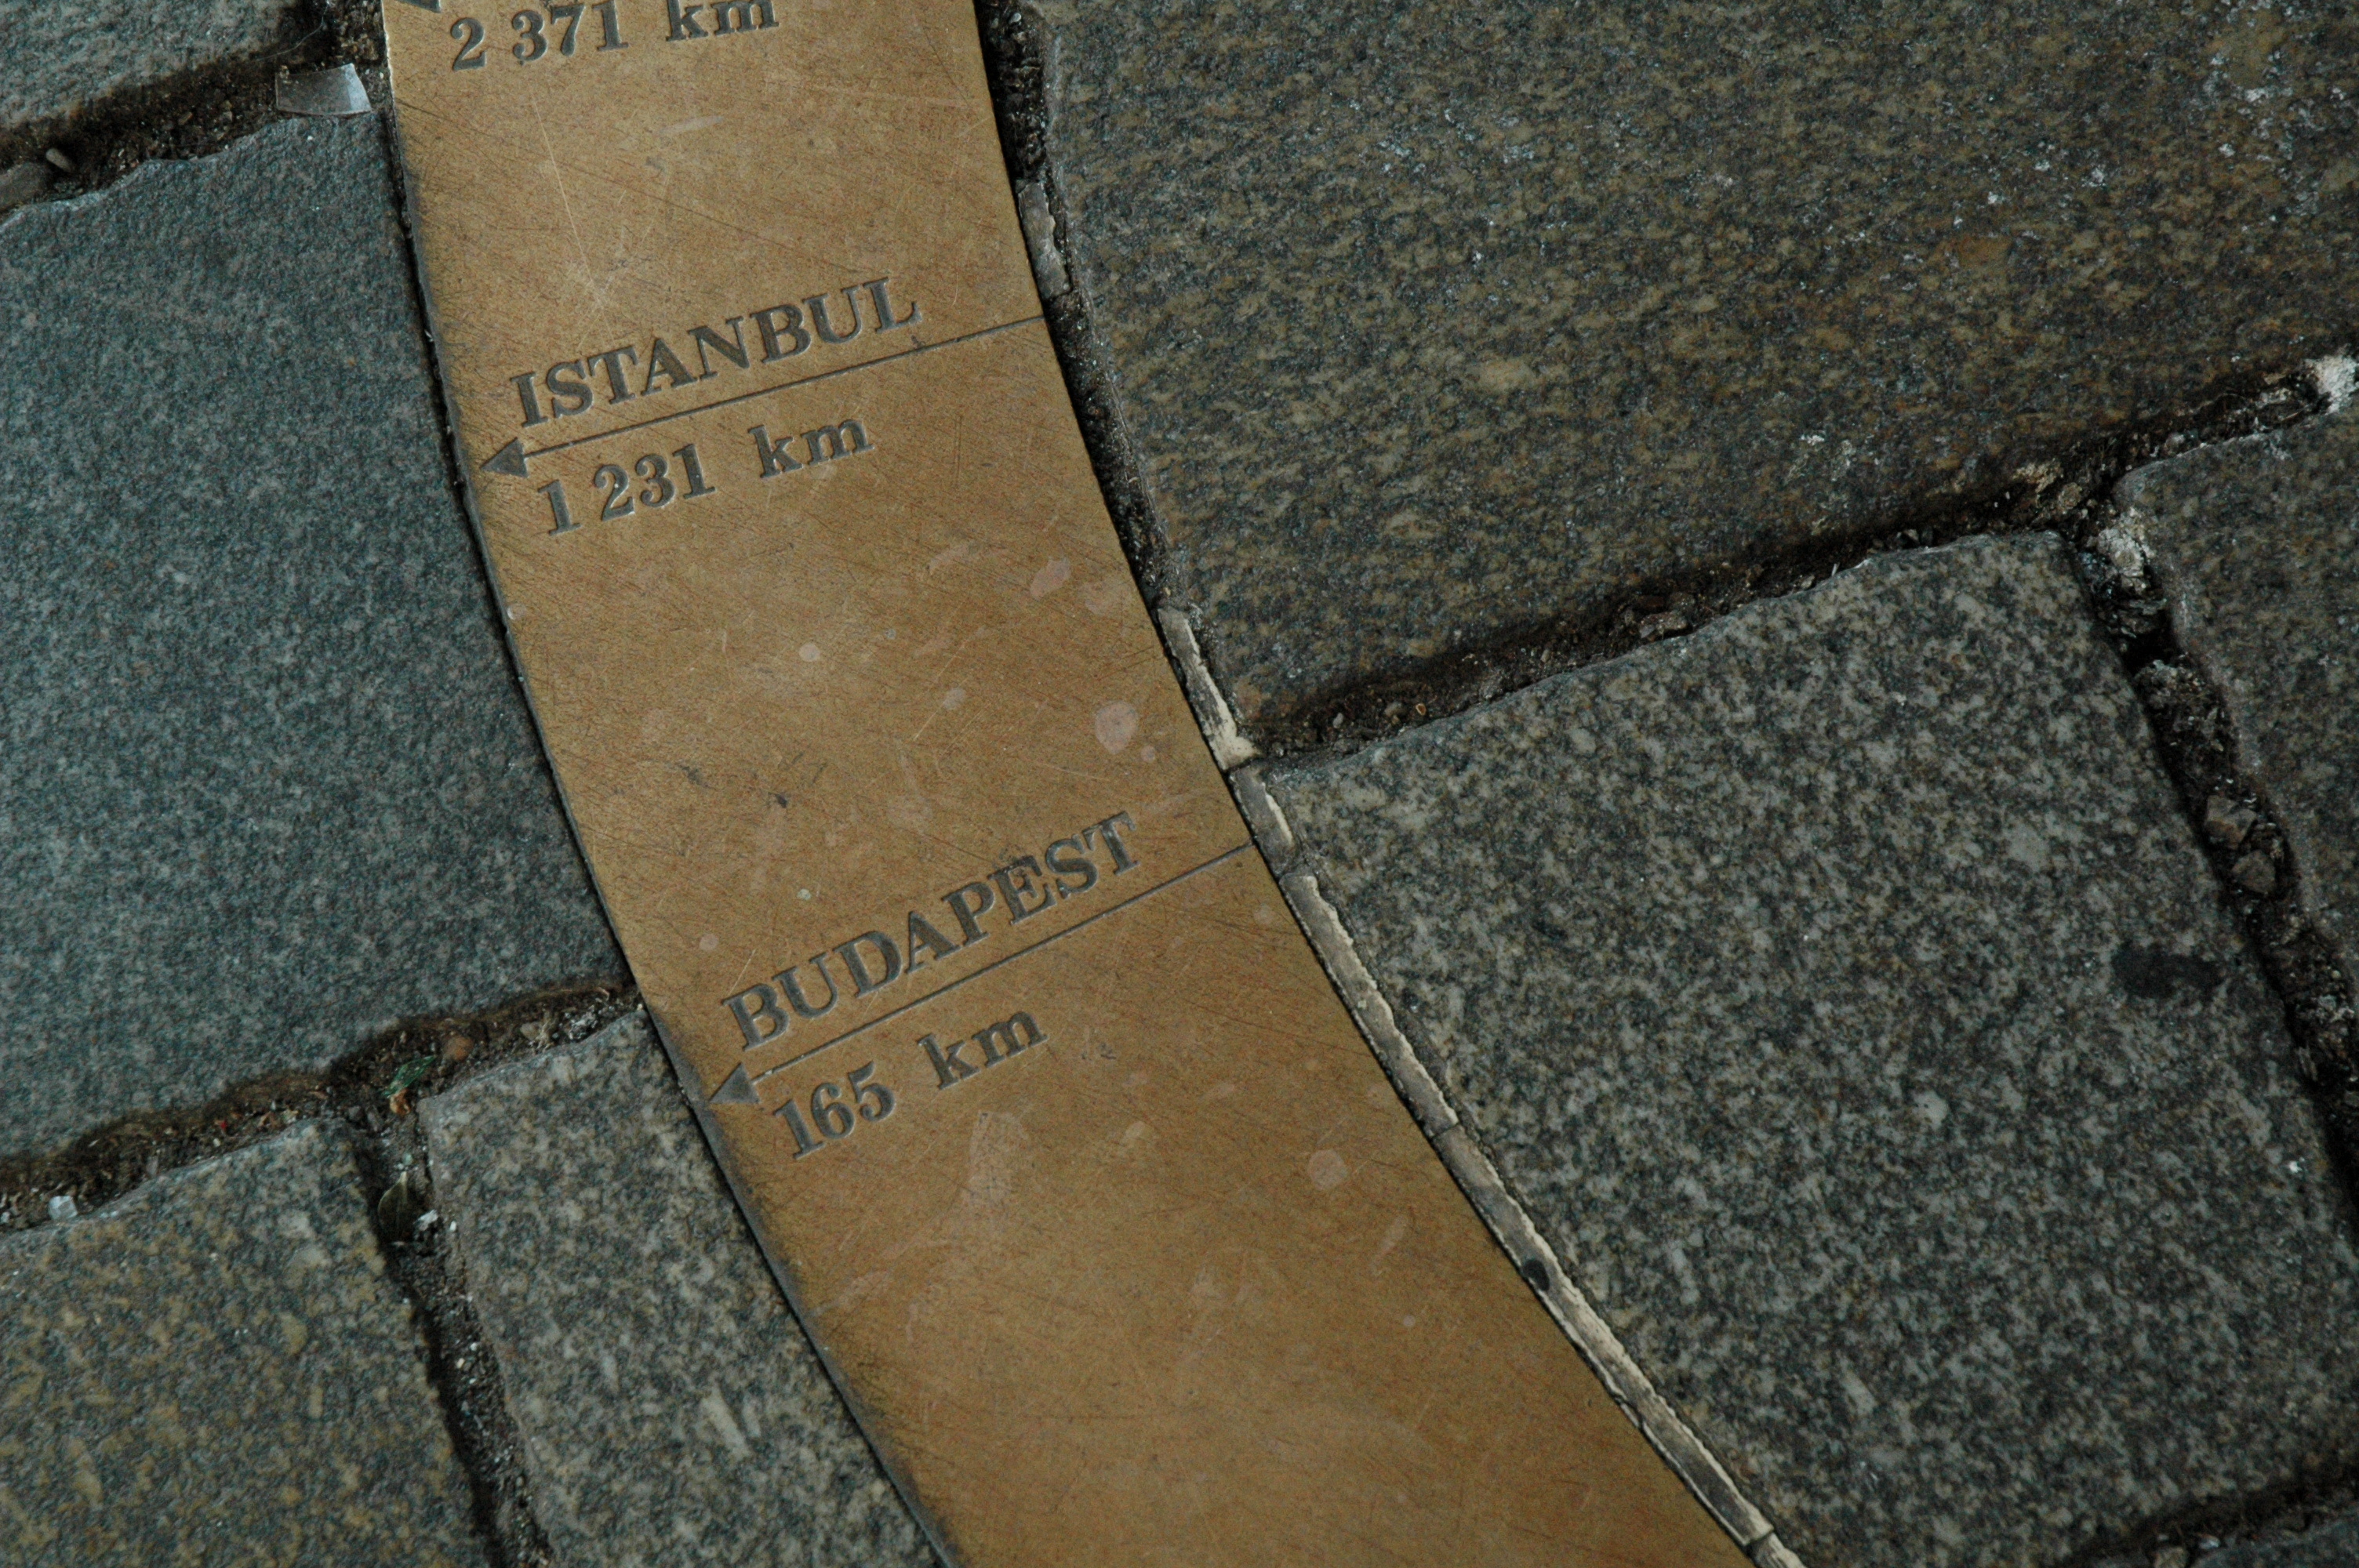 2 371 km
ISTANBUL
1 231 km
BUDAPEST
165 km